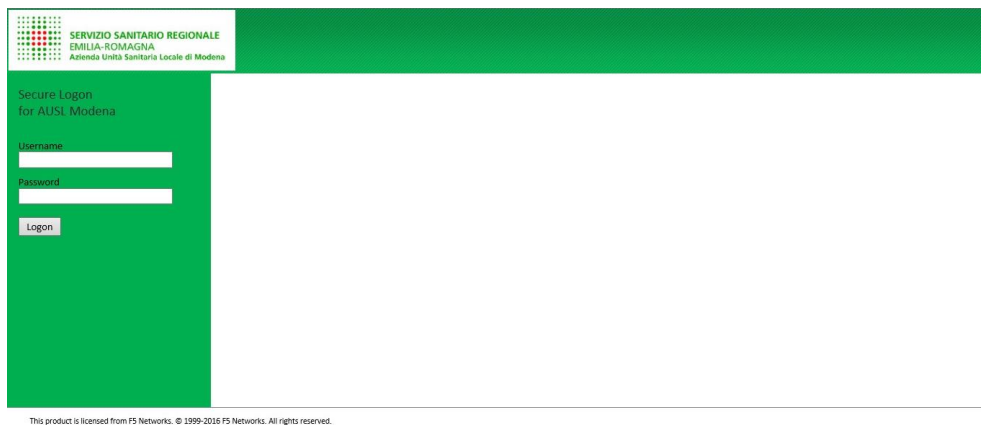 SERVIZIO SANITARIO REGIONALE
EMILIA-ROMAGNA
Azienda Unità Sanitaria Locale di Modena
Secure Logon
for AUSL Modena
Username
Password
Logon
This product is licensed from F5 Networks. © 1999-2016 F5 Networks. All rights reserved.